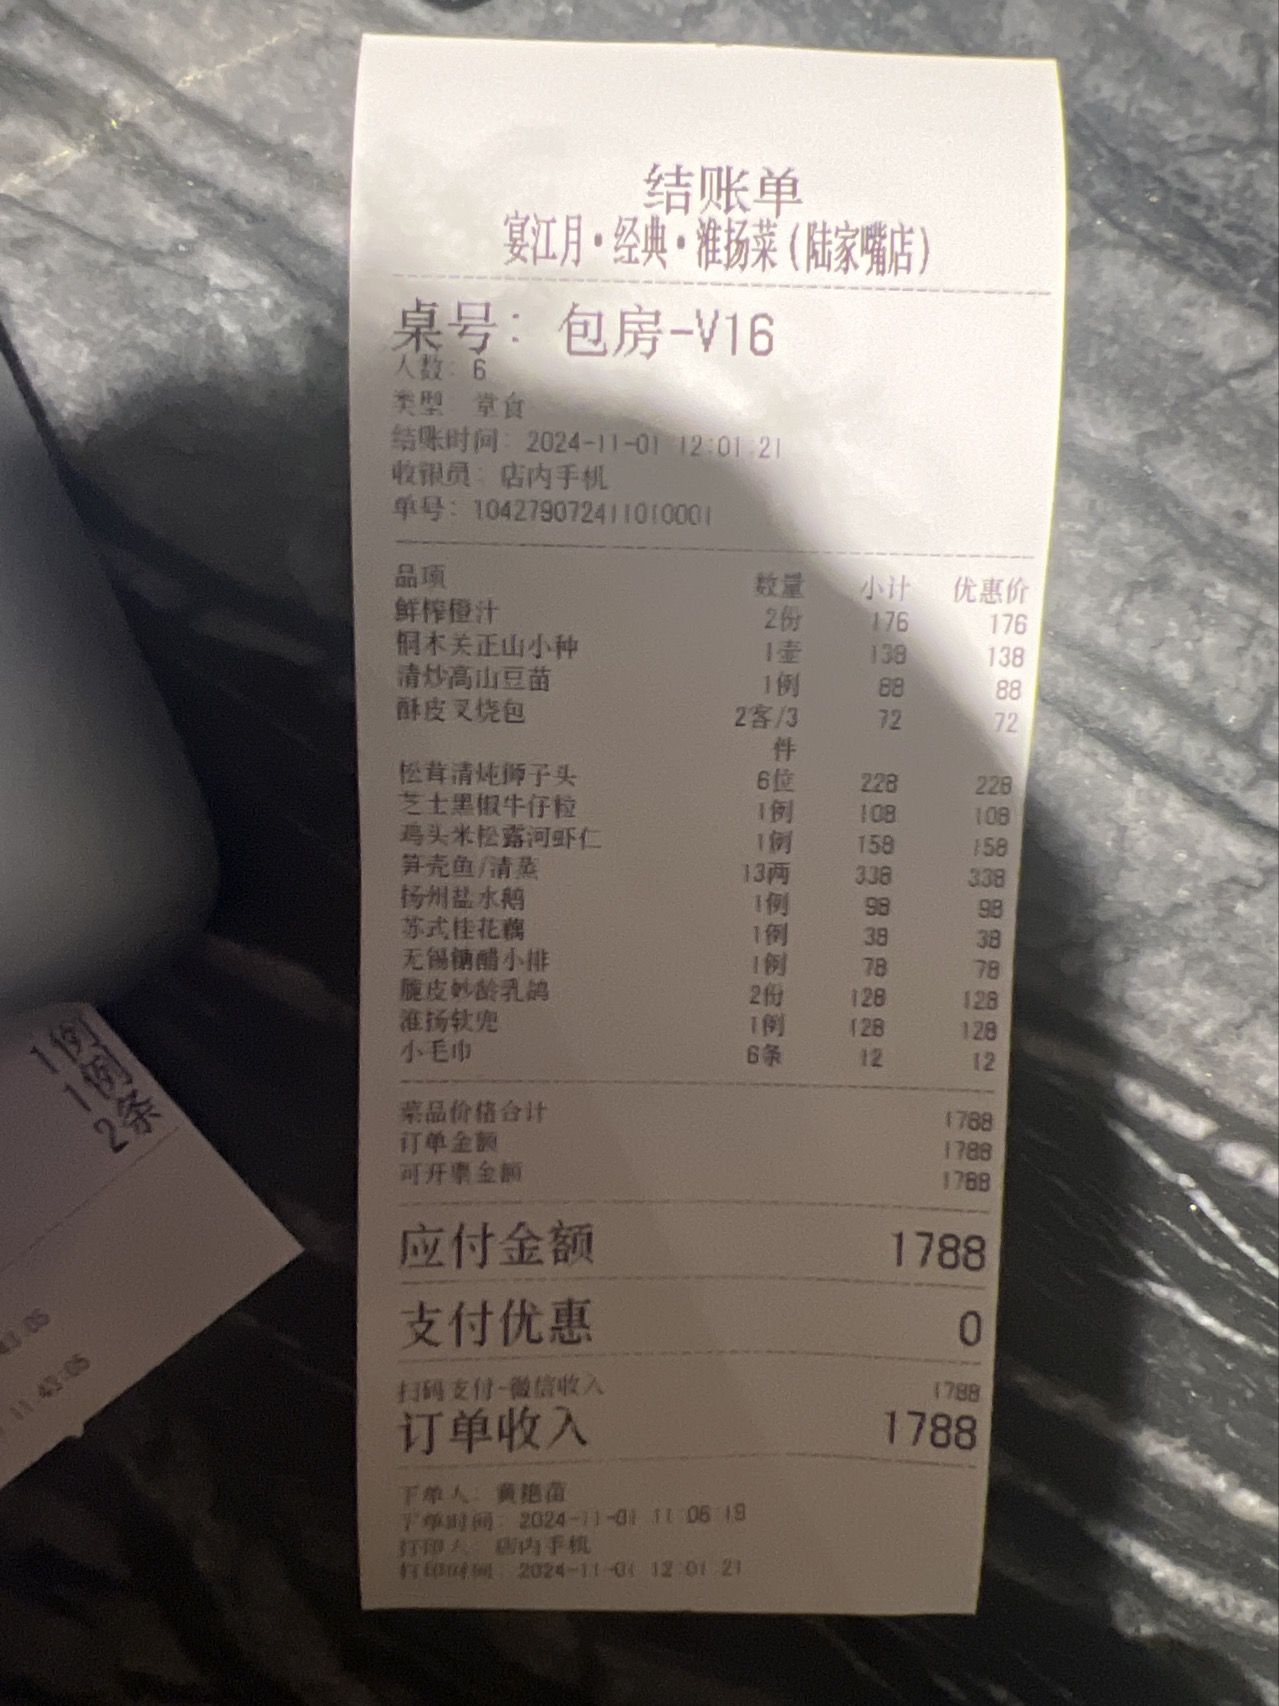 结账单
宴江月·经典·淮扬菜(陆家嘴店)
桌号: 包房-V16
人数: 6
类型: 堂食
结账时间: 2024-11-01 12:01:21
收银员: 店内手机
单号: 104279072411010001
品项 数量 小计 优惠价
鲜榨橙汁 2份 176 176
桐木关正山小种 1壶 138 138
清炒高山豆苗 1例 88 88
酥皮叉烧包 2客/3 72 72
件
松茸清炖狮子头 6位 228 228
芝士黑椒牛仔粒 1例 108 108
鸡头米松露河虾仁 1例 158 158
笋壳鱼/清蒸 13两 338 338
扬州盐水鹅 1例 98 98
苏式桂花藕 1例 38 38
无锡糖醋小排 1例 78 78
脆皮妙龄乳鸽 2份 128 128
淮扬软兜 1例 128 128
小毛巾 6条 12 12
菜品价格合计 1788
订单金额 1788
可开票金额 1788
应付金额 1788
支付优惠 0
扫码支付-微信收入 1788
订单收入 1788
下单人: 黄艳苗
下单时间: 2024-11-01 11:06:19
打印人: 店内手机
打印时间: 2024-11-01 12:01:21
1例
1例
2条
43:05
11:43:05